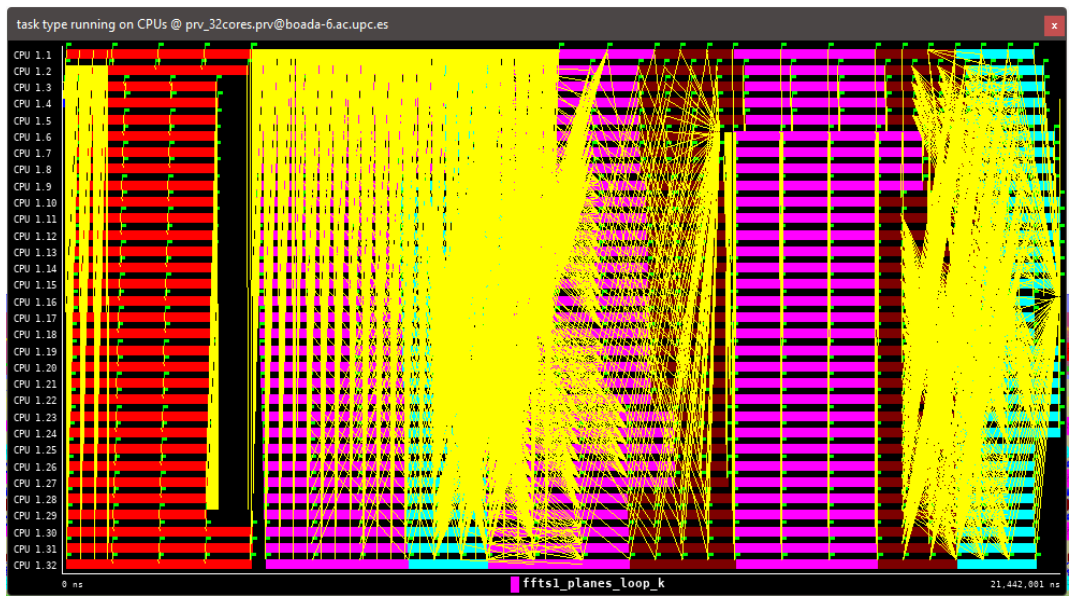 task type running on CPUs @ prv_32cores.prv@boada-6.ac.upc.es
x
CPU 1.1
CPU 1.2
CPU 1.3
CPU 1.4
CPU 1.5
CPU 1.6
CPU 1.7
CPU 1.8
CPU 1.9
CPU 1.10
CPU 1.11
CPU 1.12
CPU 1.13
CPU 1.14
CPU 1.15
CPU 1.16
CPU 1.17
CPU 1.18
CPU 1.19
CPU 1.20
CPU 1.21
CPU 1.22
CPU 1.23
CPU 1.24
CPU 1.25
CPU 1.26
CPU 1.27
CPU 1.28
CPU 1.29
CPU 1.30
CPU 1.31
CPU 1.32
0 ns ffts1_planes_loop_k 21,442,001 ns